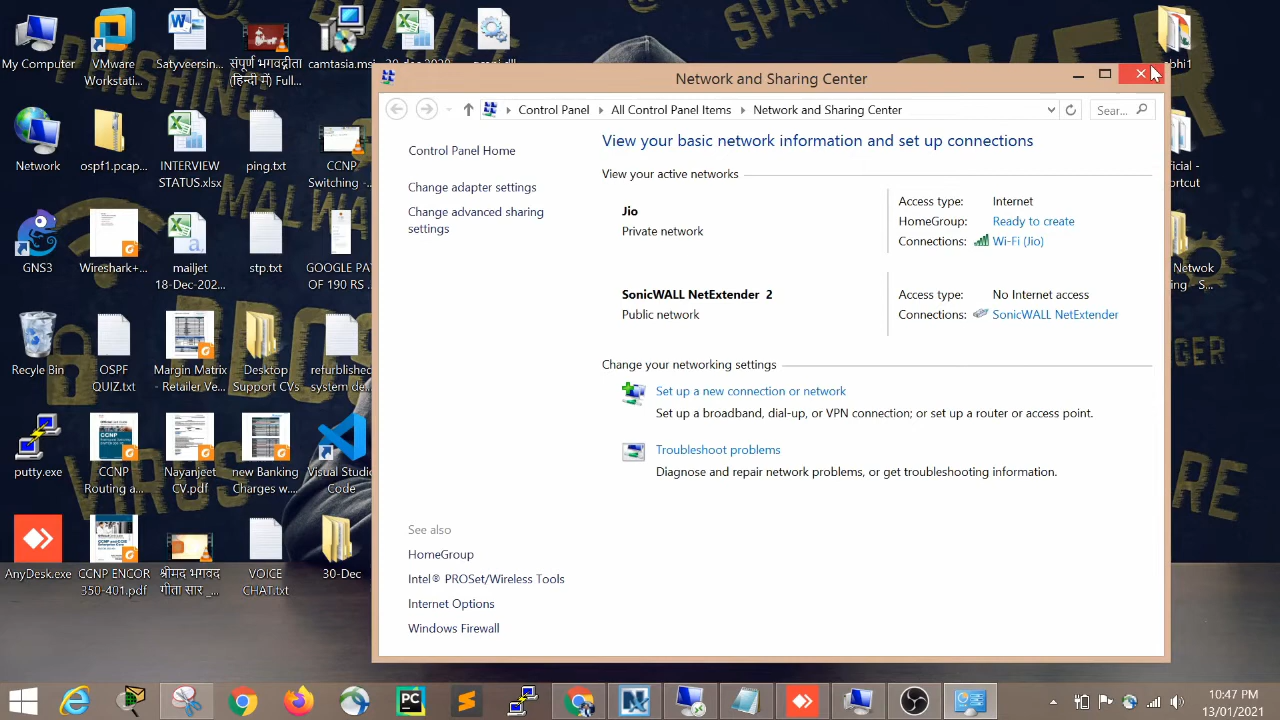 My Computer
VMware
Workstati...
Satyveersin...
संपूर्ण भगवद्गीता
(हिन्दी में) Full...
camtasia.msi
gcapi.dll
Network
ospf1.pcap...
INTERVIEW
STATUS.xlsx
ping.txt
CCNP
Switching -...
GNS3
Wireshark+...
mailjet
18-Dec-202...
stp.txt
GOOGLE PAY
OF 190 RS
Recyle Bin
OSPF
QUIZ.txt
Margin Matrix
- Retailer Ve...
Desktop
Support CVs
refurblished
system de...
putty.exe
CCNP
Routing a...
Nayanjeet
CV.pdf
new Banking
Charges w....
Visual Studio
Code
AnyDesk.exe
CCNP ENCOR
350-401.pdf
श्रीमद भगवद
गीता सार _...
VOICE
CHAT.txt
30-Dec
Network and Sharing Center
Control Panel
All Control Panel Items
Network and Sharing Center
Sear...
Control Panel Home
Change adapter settings
Change advanced sharing
settings
View your basic network information and set up connections
View your active networks
Jio
Private network
Access type: Internet
HomeGroup: Ready to create
Connections: Wi-Fi (Jio)
SonicWALL NetExtender 2
Public network
Access type: No Internet access
Connections: SonicWALL NetExtender
Change your networking settings
Set up a new connection or network
Set up a broadband, dial-up, or VPN connection; or set up a router or access point.
Troubleshoot problems
Diagnose and repair network problems, or get troubleshooting information.
See also
HomeGroup
Intel® PROSet/Wireless Tools
Internet Options
Windows Firewall
PC
10:47 PM
13/01/2021